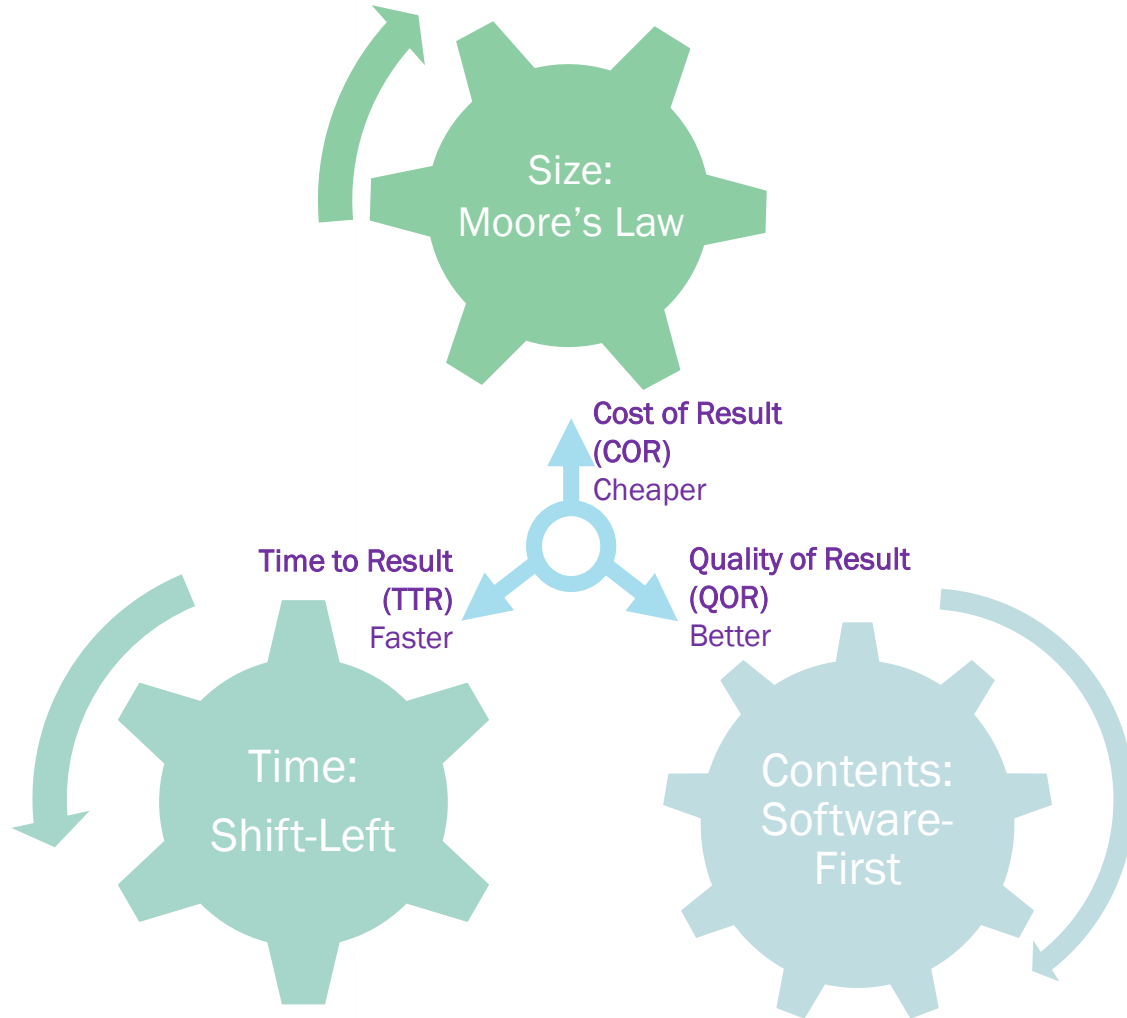 Size:
Moore’s Law
Cost of Result
(COR)
Cheaper
Time to Result
(TTR)
Faster
Quality of Result
(QOR)
Better
Time:
Shift-Left
Contents:
Software-
First